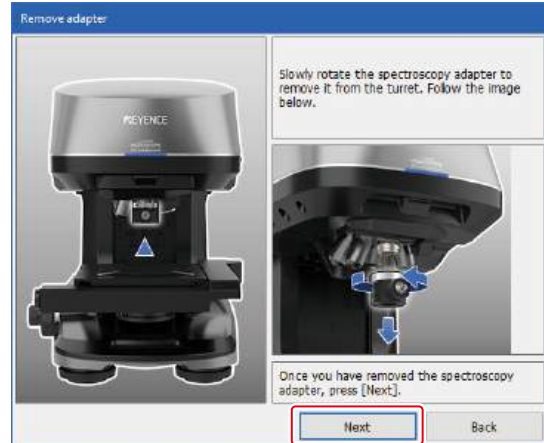 Remove adapter
Slowly rotate the spectroscopy adapter to
remove it from the turret. Follow the image
below.
KEYENCE
Once you have removed the spectroscopy
adapter, press [Next].
Next
Back